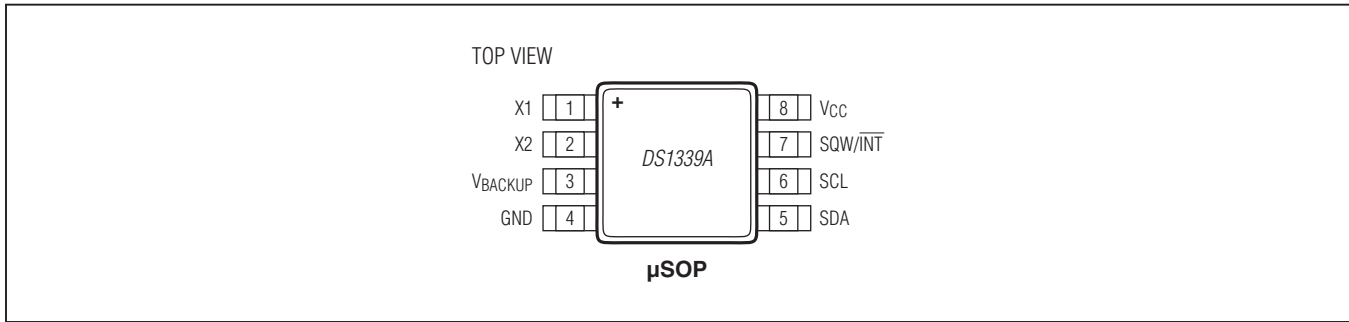 TOP VIEW
X1 1 + 8 VCC
X2 2 7 SQW/INT
DS1339A
VBACKUP 3 6 SCL
GND 4 5 SDA
µSOP